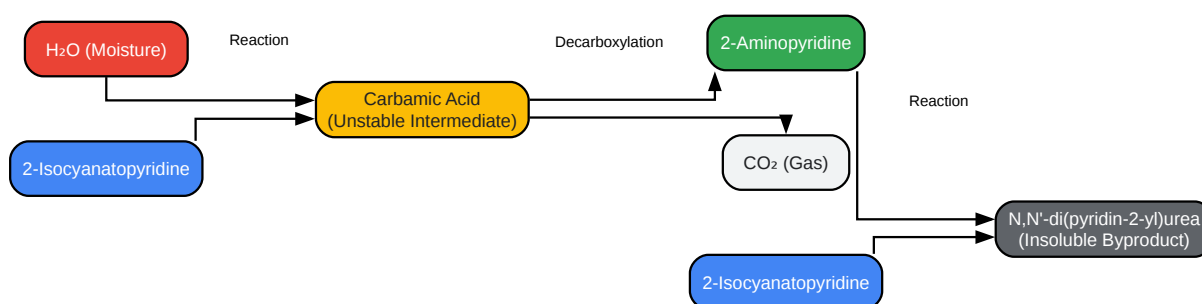 H₂O (Moisture)
Reaction
Decarboxylation
2-Aminopyridine
Carbamic Acid
(Unstable Intermediate)
Reaction
2-Isocyanatopyridine
CO₂ (Gas)
N,N'-di(pyridin-2-yl)urea
(Insoluble Byproduct)
2-Isocyanatopyridine